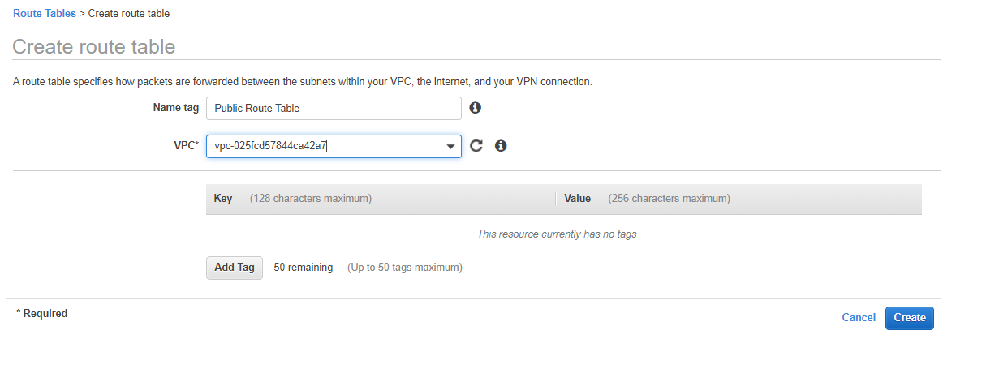 Route Tables > Create route table
Create route table
A route table specifies how packets are forwarded between the subnets within your VPC, the internet, and your VPN connection.
Name tag Public Route Table
VPC* vpc-025fcd57844ca42a7
Key (128 characters maximum) Value (256 characters maximum)
This resource currently has no tags
Add Tag 50 remaining (Up to 50 tags maximum)
* Required
Cancel Create